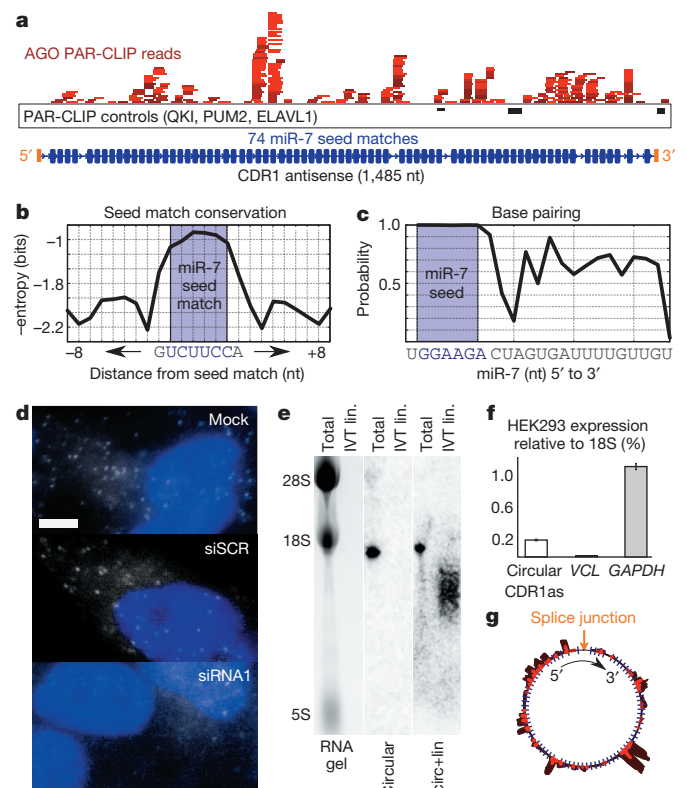 a
AGO PAR-CLIP reads
PAR-CLIP controls (QKI, PUM2, ELAVL1)
74 miR-7 seed matches
5′ 3′
CDR1 antisense (1,485 nt)
b
Seed match conservation
−entropy (bits)
−1
−1.8
−2.2
miR-7
seed
match
GUCUUCCA
−8 +8
Distance from seed match (nt)
c
Base pairing
Probability
1.0
0.5
miR-7
seed
UGGAAGACUAGUGAUUUUGUUGU
miR-7 (nt) 5′ to 3′
d
Mock
siSCR
siRNA1
e
Total
IVT lin.
Total
IVT lin.
Total
IVT lin.
28S
18S
5S
RNA
gel
circ+lin
f
HEK293 expression
relative to 18S (%)
1.0
0.6
0.2
Circular
CDR1as
VCL
GAPDH
g
Splice junction
5′ 3′